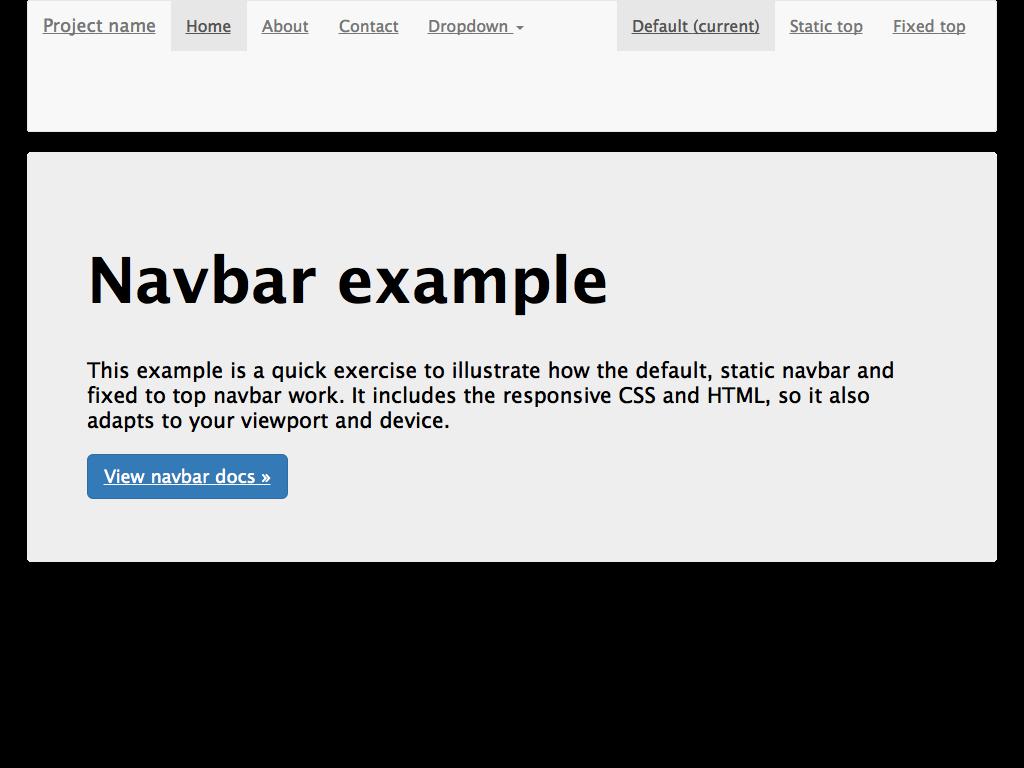 Project name Home About Contact Dropdown Default (current) Static top Fixed top
Navbar example
This example is a quick exercise to illustrate how the default, static navbar and
fixed to top navbar work. It includes the responsive CSS and HTML, so it also
adapts to your viewport and device.
View navbar docs »